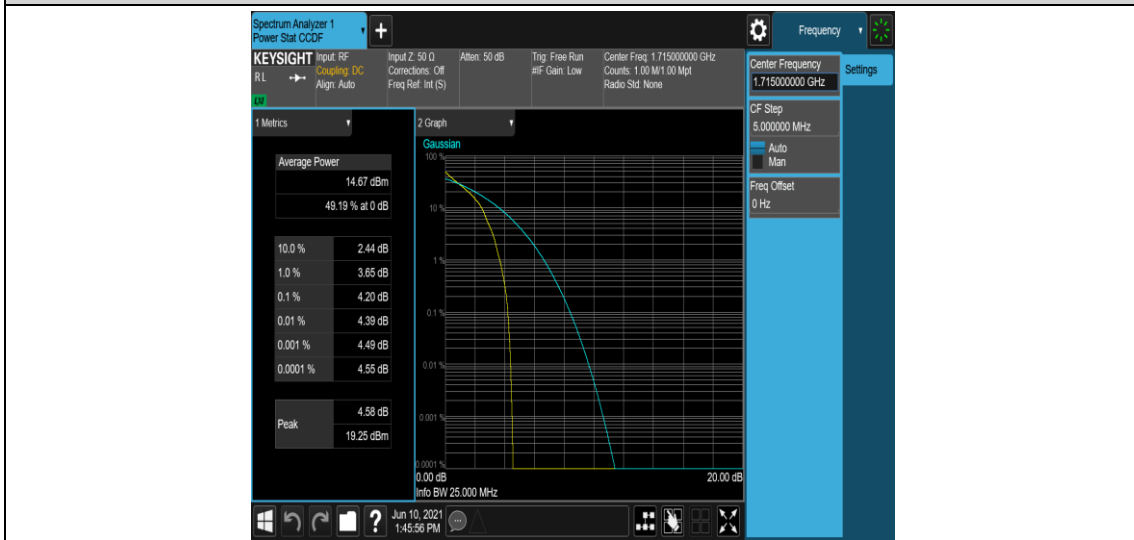 Spectrum Analyzer 1
Power Stat CCDF
+
Frequency
KEYSIGHT
RL
LXI
Input: RF
Coupling: DC
Align: Auto
Input Z: 50 Ω
Corrections: Off
Freq Ref: Int (S)
Atten: 50 dB
Trig: Free Run
#IF Gain: Low
Center Freq: 1.715000000 GHz
Counts: 1.00 M/1.00 Mpt
Radio Std: None
Center Frequency
1.715000000 GHz
Settings
CF Step
5.000000 MHz
Auto
Man
Freq Offset
0 Hz
1 Metrics
Average Power
14.67 dBm
49.19 % at 0 dB
10.0 % 2.44 dB
1.0 % 3.65 dB
0.1 % 4.20 dB
0.01 % 4.39 dB
0.001 % 4.49 dB
0.0001 % 4.55 dB
Peak
4.58 dB
19.25 dBm
2 Graph
Gaussian
100 %
10 %
1 %
0.1 %
0.01 %
0.001 %
0.0001 %
0.00 dB 20.00 dB
Info BW 25.000 MHz
?
Jun 10, 2021
1:45:56 PM